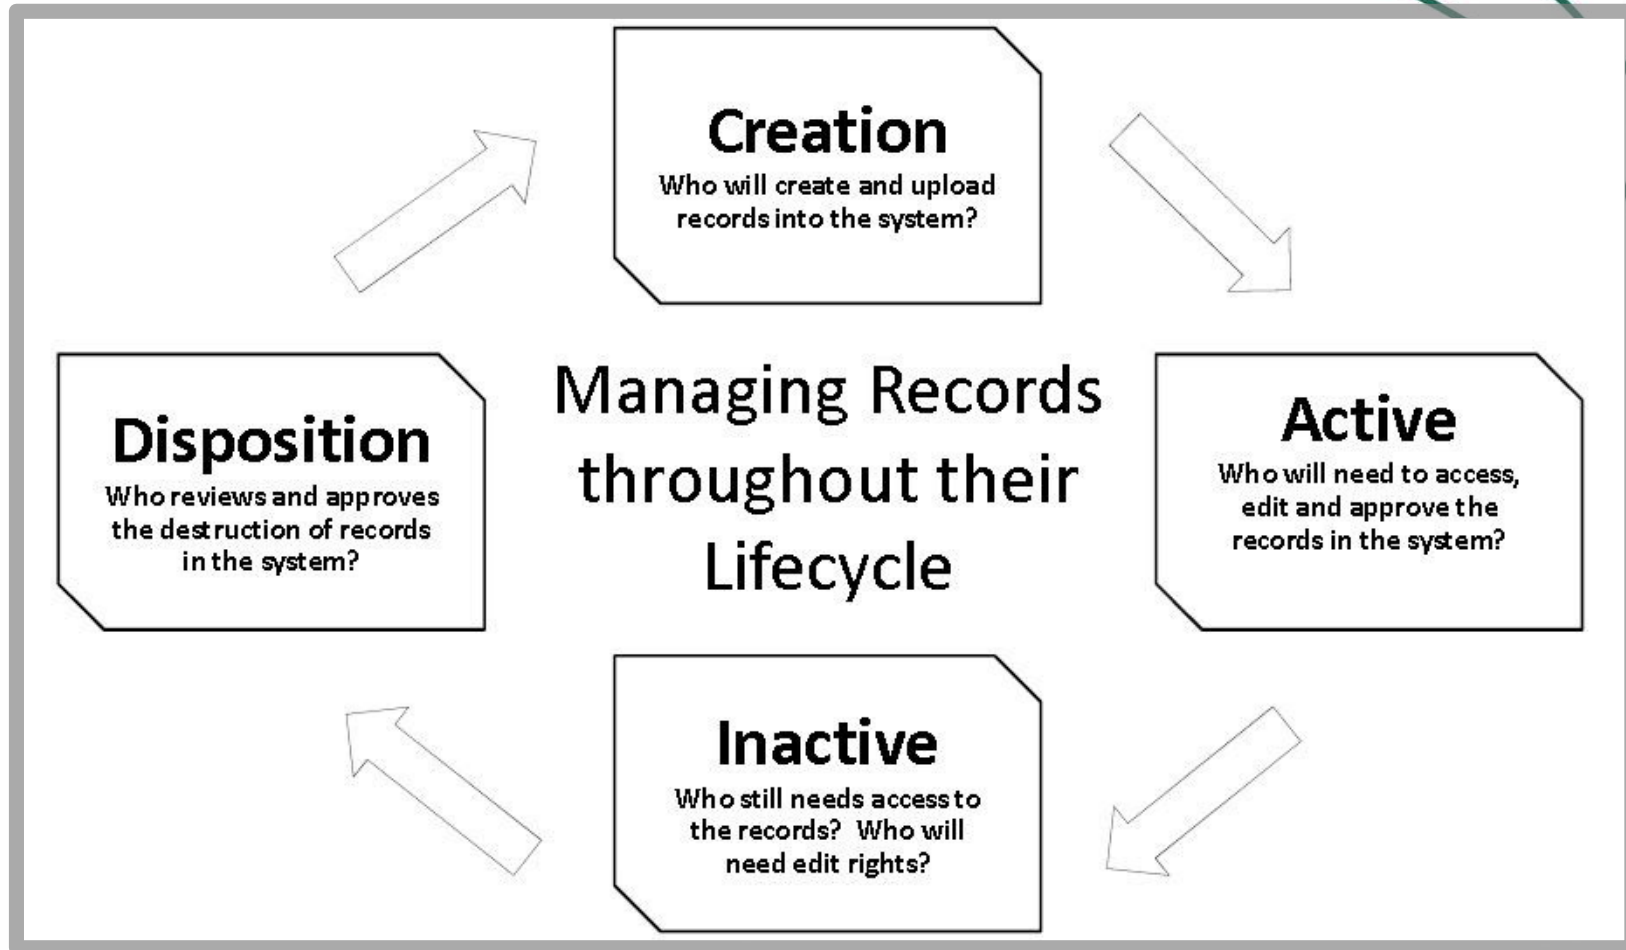 Creation
Who will create and upload
records into the system?
Managing Records
throughout their
Lifecycle
Active
Who will need to access,
edit and approve the
records in the system?
Inactive
Who still needs access to
the records?  Who will
need edit rights?
Disposition
Who reviews and approves
the destruction of records
in the system?